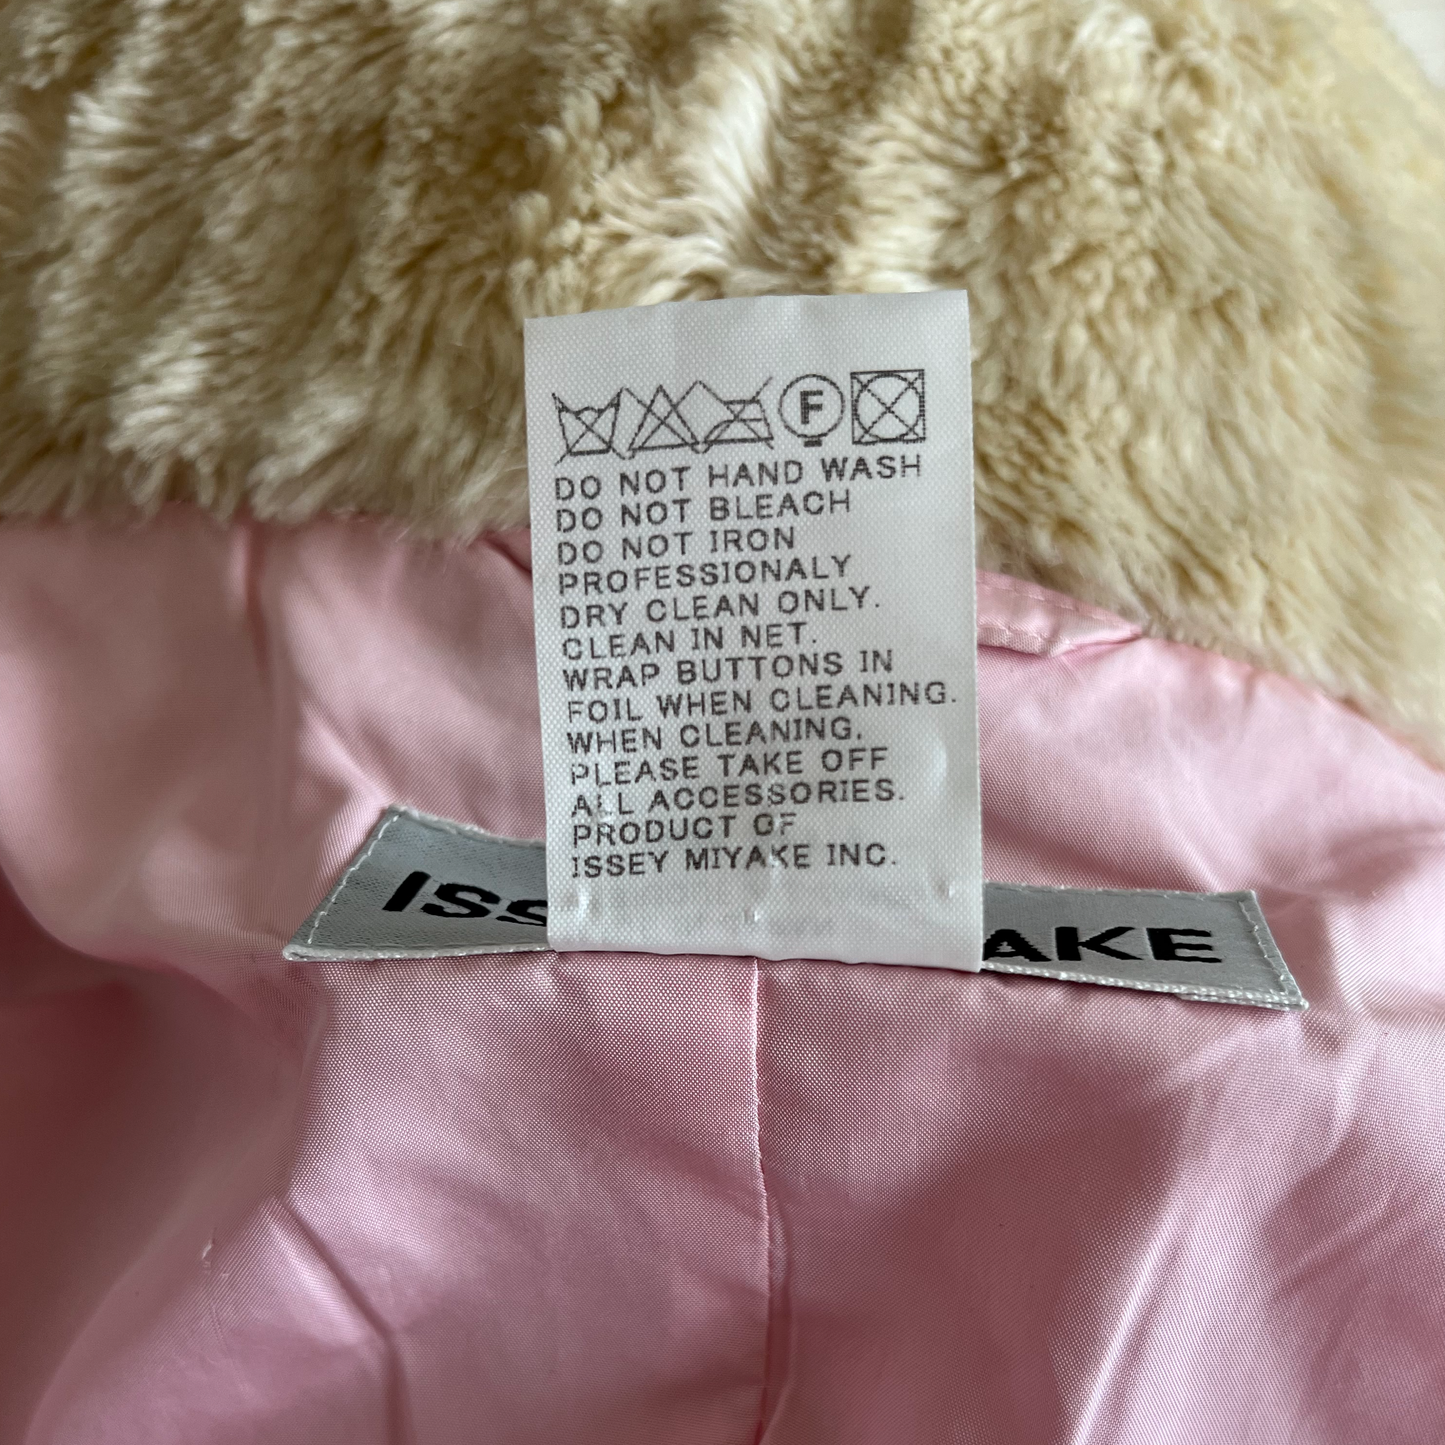 F
DO NOT HAND WASH
DO NOT BLEACH
DO NOT IRON
PROFESSIONALY
DRY CLEAN ONLY.
CLEAN IN NET.
WRAP BUTTONS IN
FOIL WHEN CLEANING.
WHEN CLEANING.
PLEASE TAKE OFF
ALL ACCESSORIES.
PRODUCT OF
ISSEY MIYAKE INC.
ISS AKE